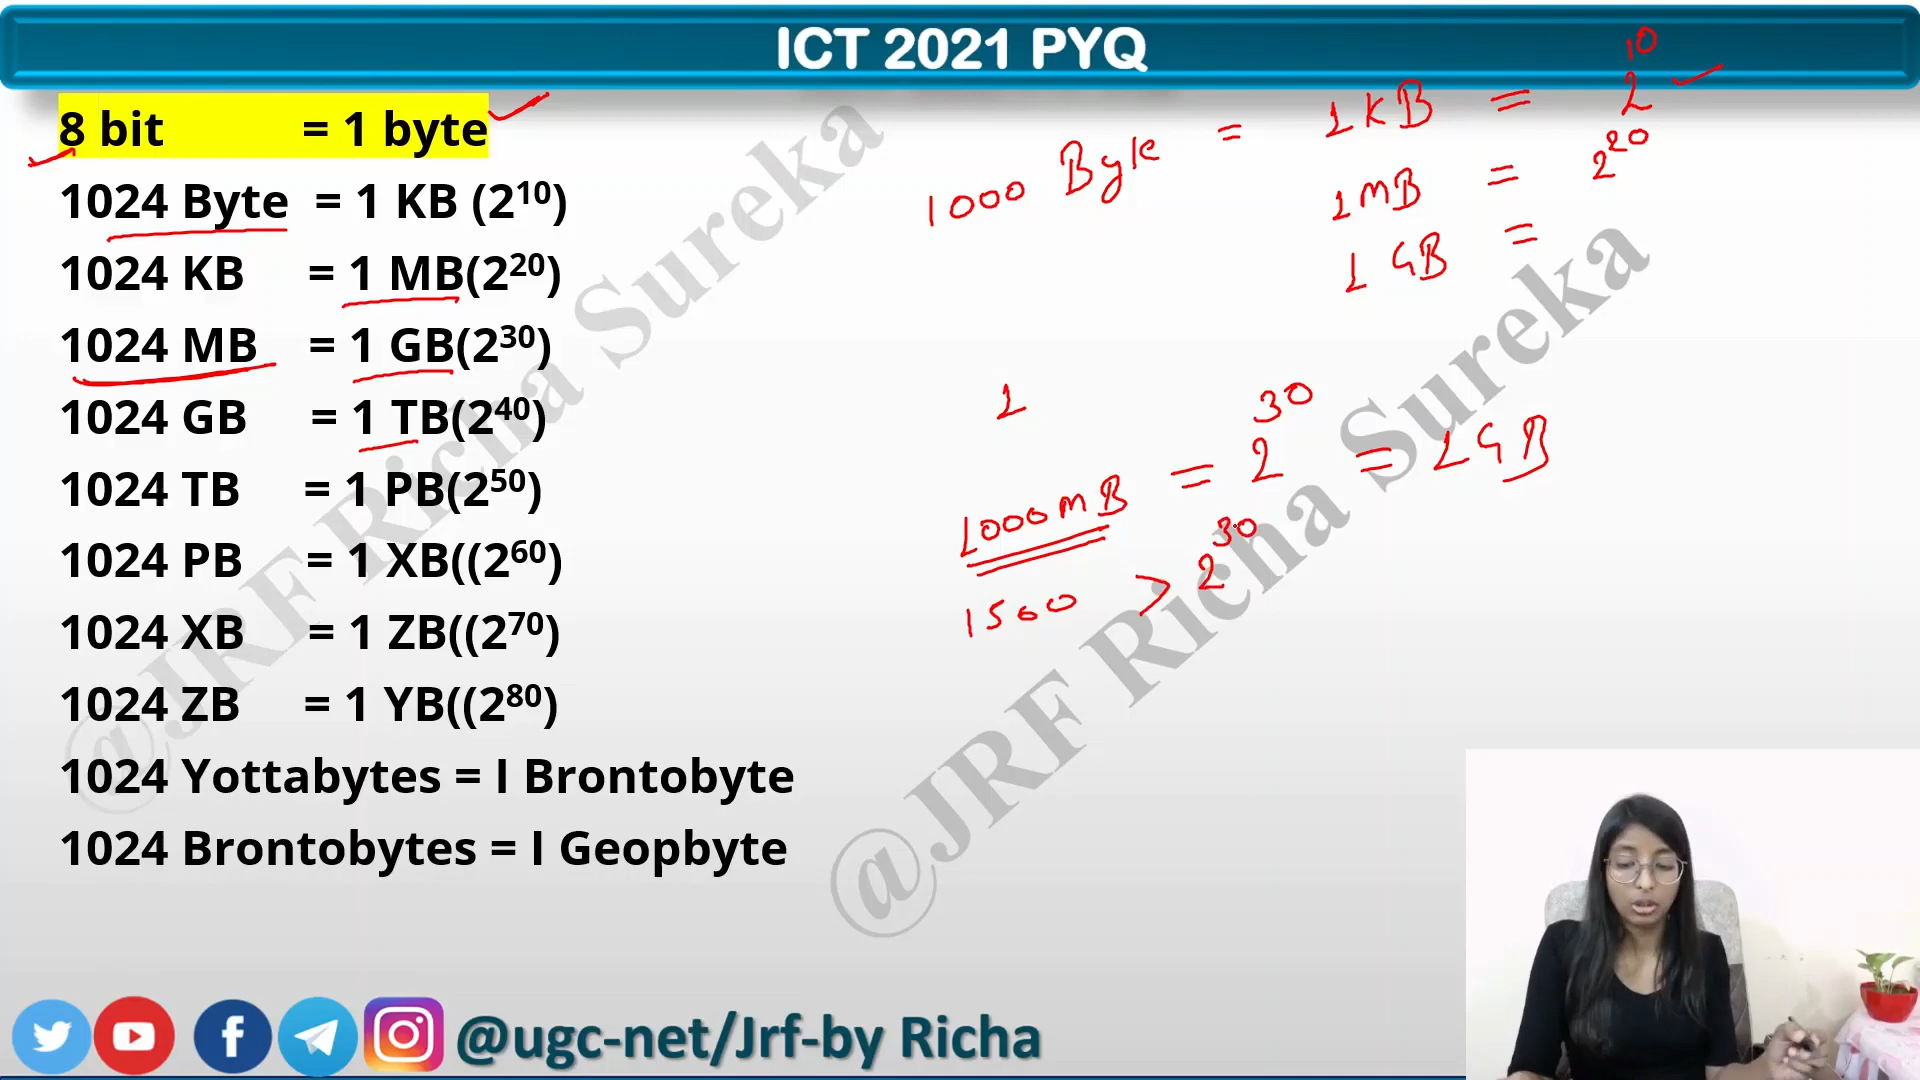 ICT 2021 PYQ
8 bit = 1 byte
1024 Byte = 1 KB (2¹⁰)
1024 KB = 1 MB(2²⁰)
1024 MB = 1 GB(2³⁰)
1024 GB = 1 TB(2⁴⁰)
1024 TB = 1 PB(2⁵⁰)
1024 PB = 1 XB((2⁶⁰)
1024 XB = 1 ZB((2⁷⁰)
1024 ZB = 1 YB((2⁸⁰)
1024 Yottabytes = I Brontobyte
1024 Brontobytes = I Geopbyte
1000 Byte = 1 KB = 2¹⁰
1 MB = 2²⁰
1 GB =
1
1000 MB = 2³⁰ = 1 GB
1500 > 2³⁰
@JRF Richa Sureka
@JRF Richa Sureka
@ugc-net/Jrf-by Richa